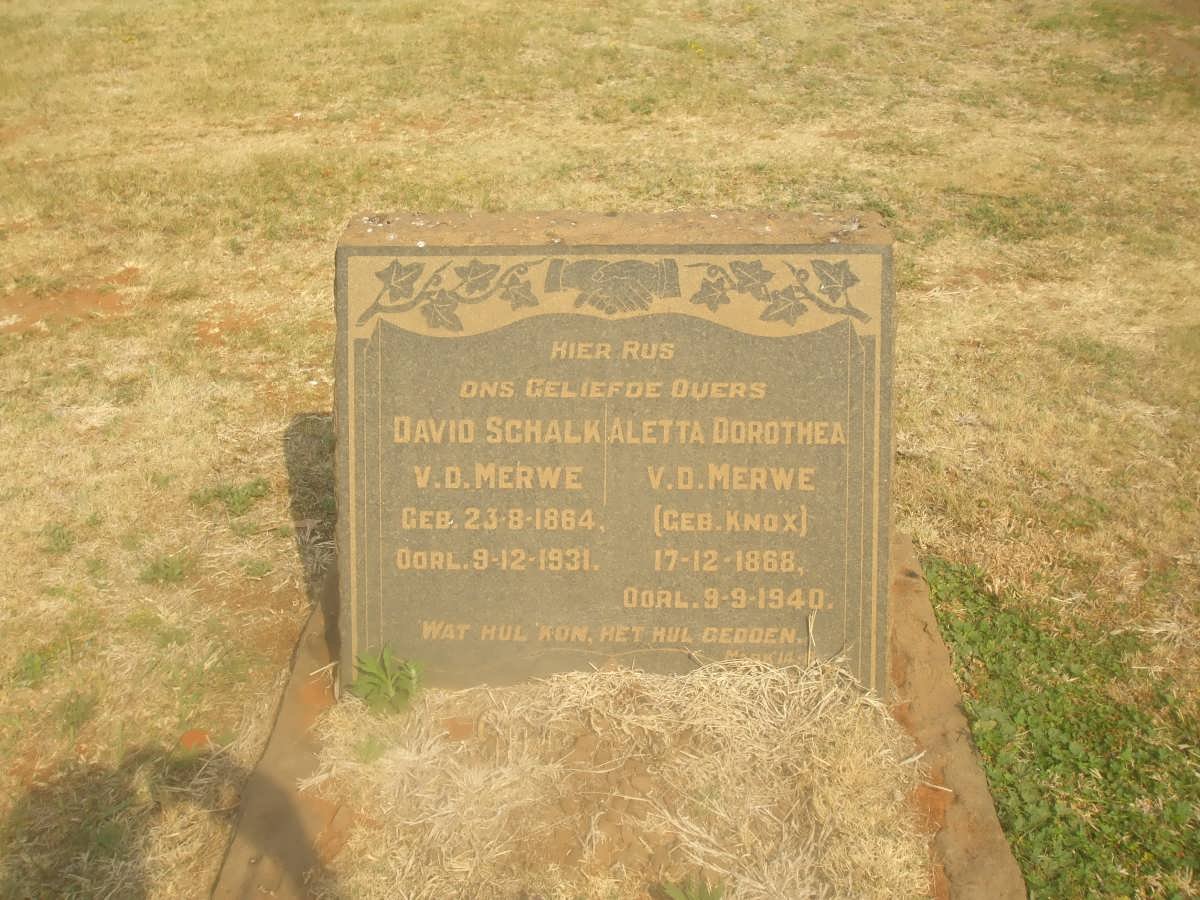 HIER RUS
ONS GELIEFDE OUERS
DAVID SCHALK
V.D. MERWE
GEB. 23-8-1864,
OORL. 9-12-1931.
ALETTA DOROTHEA
V.D. MERWE
(GEB. KNOX)
17-12-1868,
OORL. 9-9-1940.
WAT HUL KON, HET HUL GEDOEN.